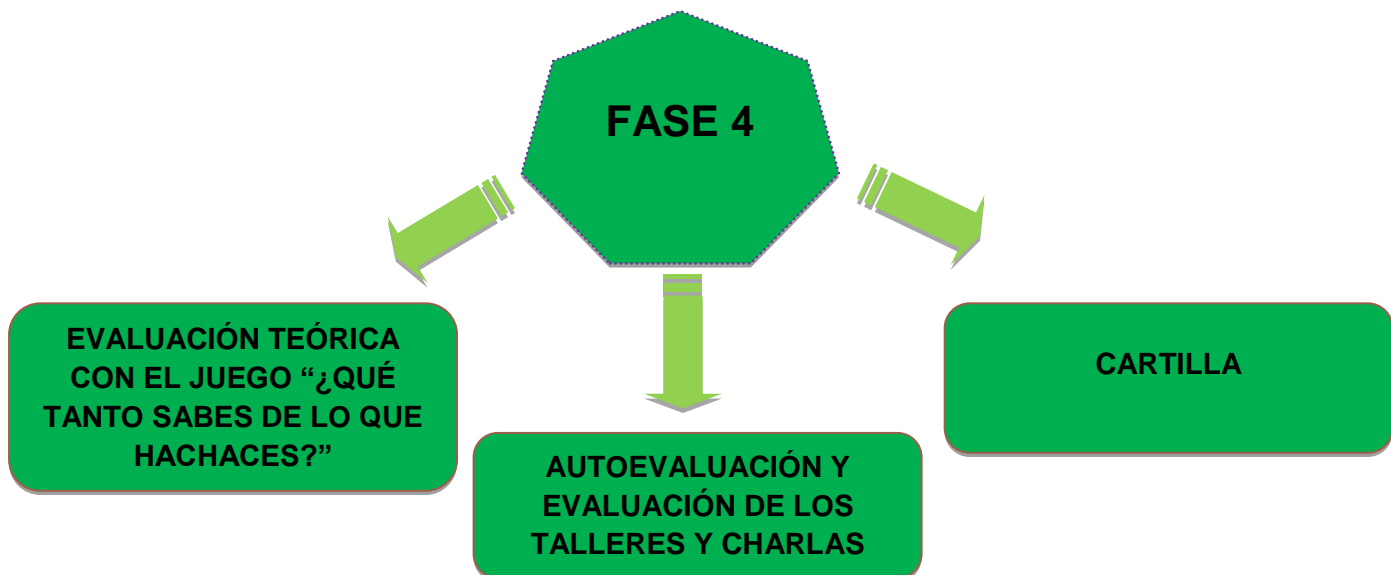 FASE 4
EVALUACIÓN TEÓRICA
CON EL JUEGO “¿QUÉ
TANTO SABES DE LO QUE
HACHACES?”
AUTOEVALUACIÓN Y
EVALUACIÓN DE LOS
TALLERES Y CHARLAS
CARTILLA